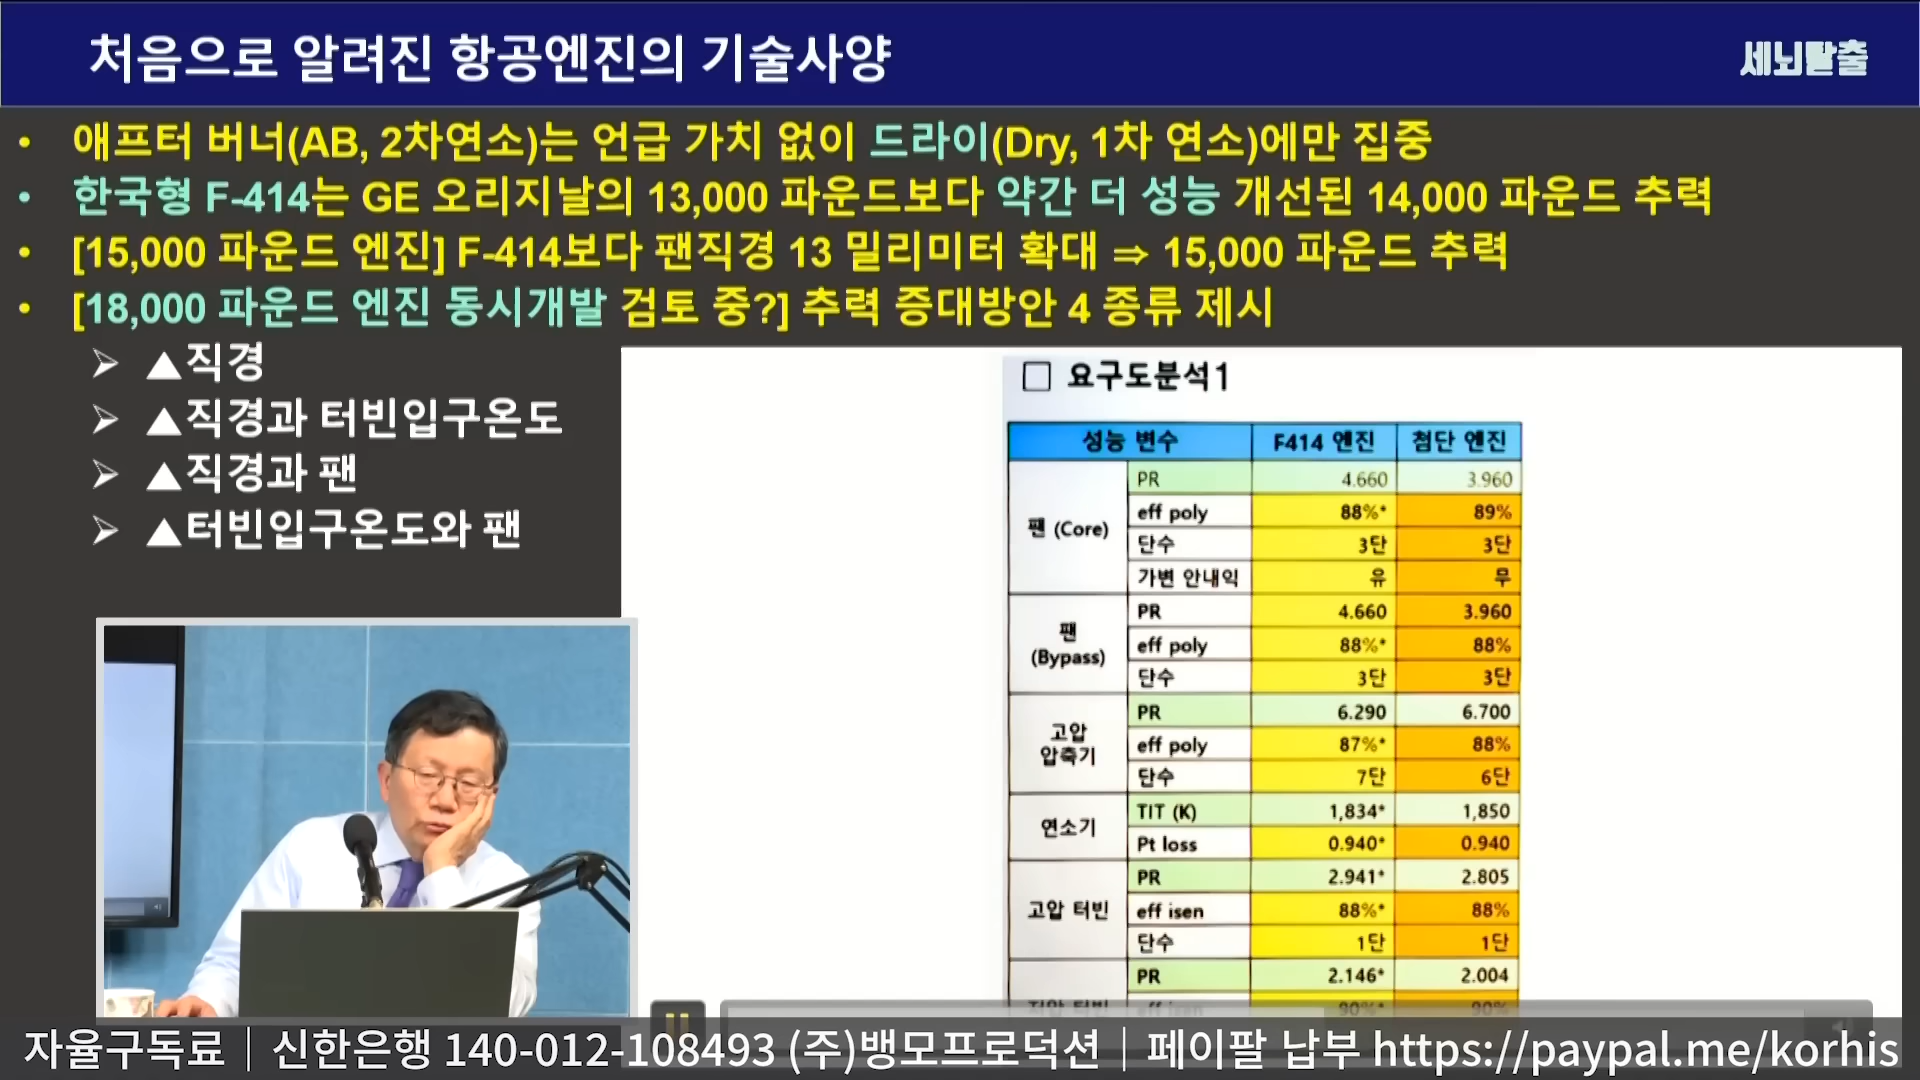 처음으로 알려진 항공엔진의 기술사양
세뇌탈출
• 애프터 버너(AB, 2차연소)는 언급 가치 없이 드라이(Dry, 1차 연소)에만 집중
• 한국형 F-414는 GE 오리지날의 13,000 파운드보다 약간 더 성능 개선된 14,000 파운드 추력
• [15,000 파운드 엔진] F-414보다 팬직경 13 밀리미터 확대 ⇒ 15,000 파운드 추력
• [18,000 파운드 엔진 동시개발 검토 중?] 추력 증대방안 4 종류 제시
➢ ▲직경
➢ ▲직경과 터빈입구온도
➢ ▲직경과 팬
➢ ▲터빈입구온도와 팬
□ 요구도분석1
성능 변수 F414 엔진 첨단 엔진
팬 (Core)
PR 4.660 3.960
eff poly 88%* 89%
단수 3단 3단
가변 안내익 유 무
팬
(Bypass)
PR 4.660 3.960
eff poly 88%* 88%
단수 3단 3단
고압
압축기
PR 6.290 6.700
eff poly 87%* 88%
단수 7단 6단
연소기
TIT (K) 1,834* 1,850
Pt loss 0.940* 0.940
고압 터빈
PR 2.941* 2.805
eff isen 88%* 88%
단수 1단 1단
저압 터빈
PR 2.146* 2.004
eff isen 90%* 90%
자율구독료│신한은행 140-012-108493 (주)뱅모프로덕션│페이팔 납부 https://paypal.me/korhis